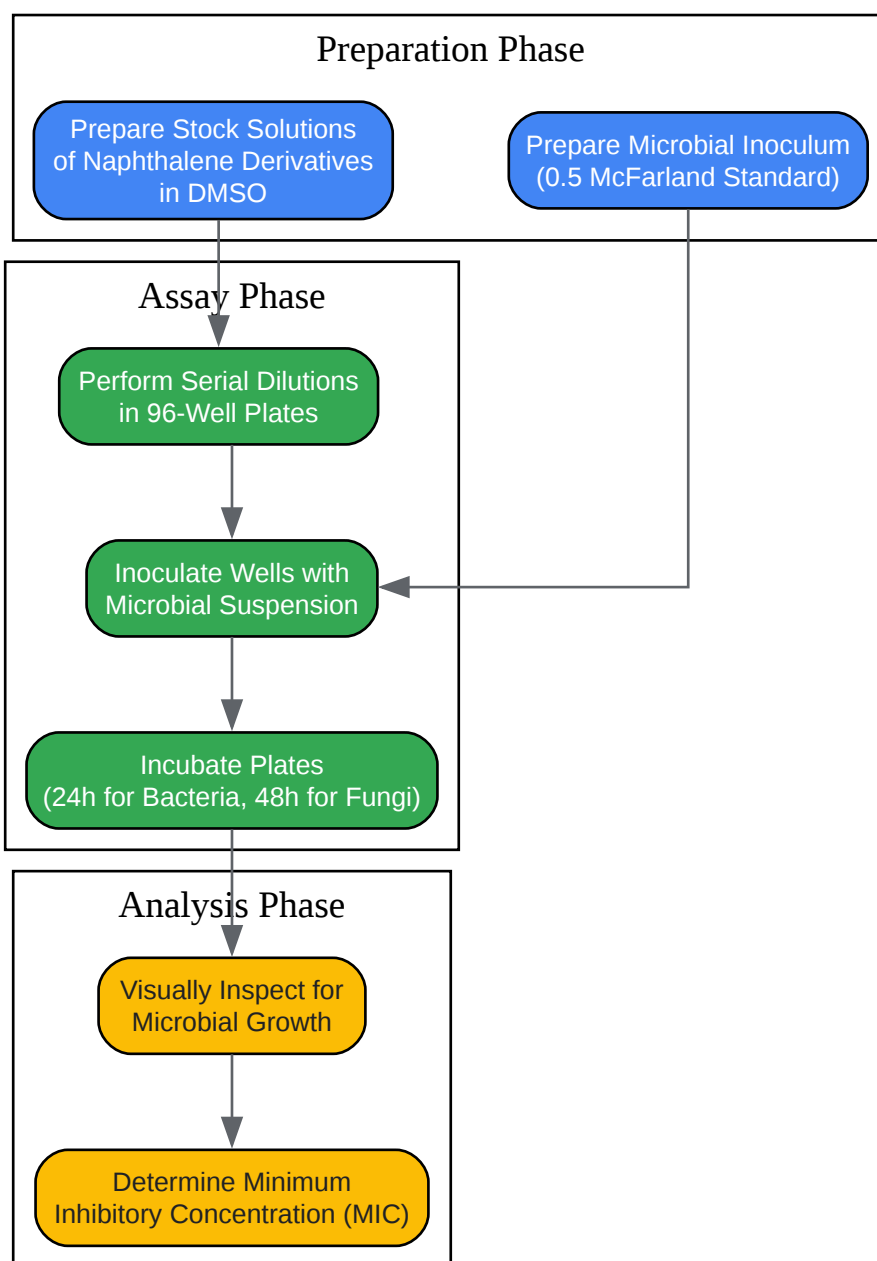 Preparation Phase
Prepare Stock Solutions
of Naphthalene Derivatives
in DMSO
Prepare Microbial Inoculum
(0.5 McFarland Standard)
Assay Phase
Perform Serial Dilutions
in 96-Well Plates
Inoculate Wells with
Microbial Suspension
Incubate Plates
(24h for Bacteria, 48h for Fungi)
Analysis Phase
Visually Inspect for
Microbial Growth
Determine Minimum
Inhibitory Concentration (MIC)